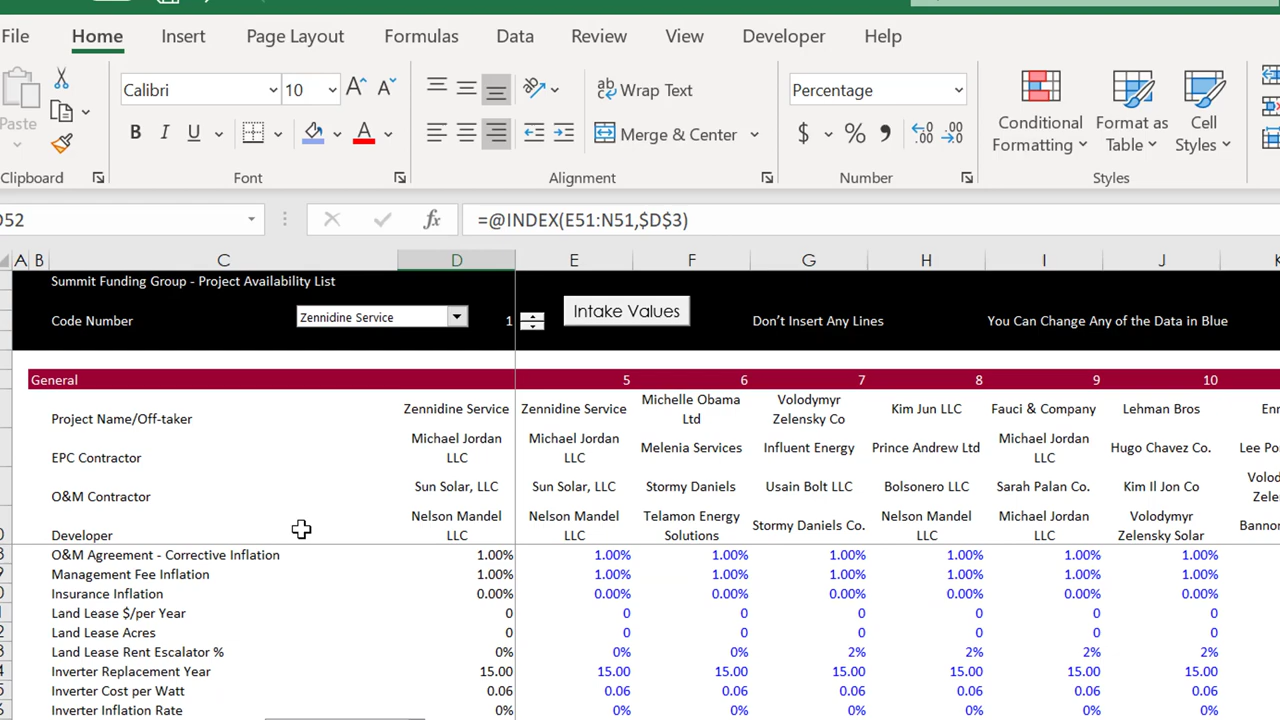 File Home Insert Page Layout Formulas Data Review View Developer Help
Calibri 10 Wrap Text Percentage
Paste B I U A Merge & Center $ % Conditional Formatting Format as Table Cell Styles
Clipboard Font Alignment Number Styles
D52 fx =@INDEX(E51:N51,$D$3)
A B C D E F G H I J K
Summit Funding Group - Project Availability List
Code Number Zennidine Service 1 Intake Values Don't Insert Any Lines You Can Change Any of the Data in Blue
General 5 6 7 8 9 10
Project Name/Off-taker Zennidine Service Zennidine Service Michelle Obama Ltd Volodymyr Zelensky Co Kim Jun LLC Fauci & Company Lehman Bros
EPC Contractor Michael Jordan LLC Michael Jordan LLC Melenia Services Influent Energy Prince Andrew Ltd Michael Jordan LLC Hugo Chavez Co.
O&M Contractor Sun Solar, LLC Sun Solar, LLC Stormy Daniels Usain Bolt LLC Bolsonero LLC Sarah Palan Co. Kim Il Jon Co
Developer Nelson Mandel LLC Nelson Mandel LLC Telamon Energy Solutions Stormy Daniels Co. Nelson Mandel LLC Michael Jordan LLC Volodymyr Zelensky Solar
O&M Agreement - Corrective Inflation 1.00% 1.00% 1.00% 1.00% 1.00% 1.00% 1.00%
Management Fee Inflation 1.00% 1.00% 1.00% 1.00% 1.00% 1.00% 1.00%
Insurance Inflation 0.00% 0.00% 0.00% 0.00% 0.00% 0.00% 0.00%
Land Lease $/per Year 0 0 0 0 0 0 0
Land Lease Acres 0 0 0 0 0 0 0
Land Lease Rent Escalator % 0% 0% 0% 2% 2% 2% 2%
Inverter Replacement Year 15.00 15.00 15.00 15.00 15.00 15.00 15.00
Inverter Cost per Watt 0.06 0.06 0.06 0.06 0.06 0.06 0.06
Inverter Inflation Rate 0% 0% 0% 0% 0% 0% 0%